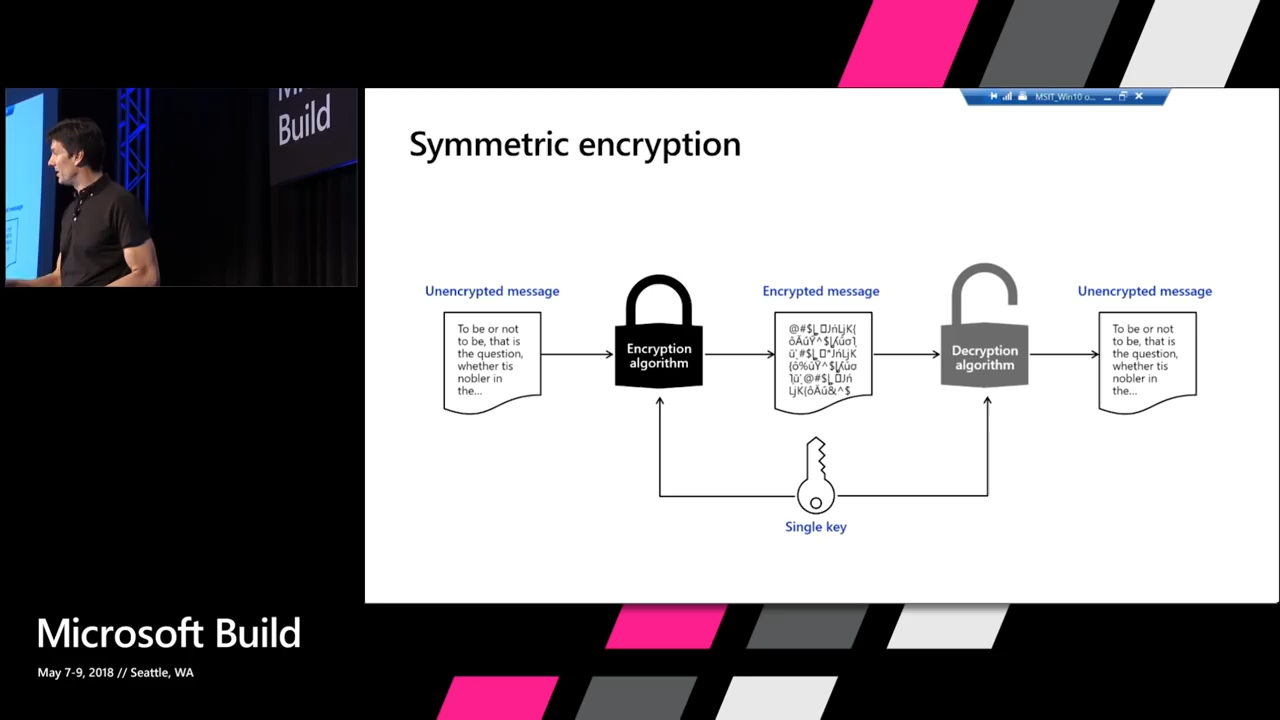 Build
MSIT_Win10 o...
Symmetric encryption
Unencrypted message
To be or not
to be, that is
the question,
whether tis
nobler in
the...
Encryption
algorithm
Encrypted message
Decryption
algorithm
Unencrypted message
To be or not
to be, that is
the question,
whether tis
nobler in
the...
Single key
Microsoft Build
May 7-9, 2018 // Seattle, WA